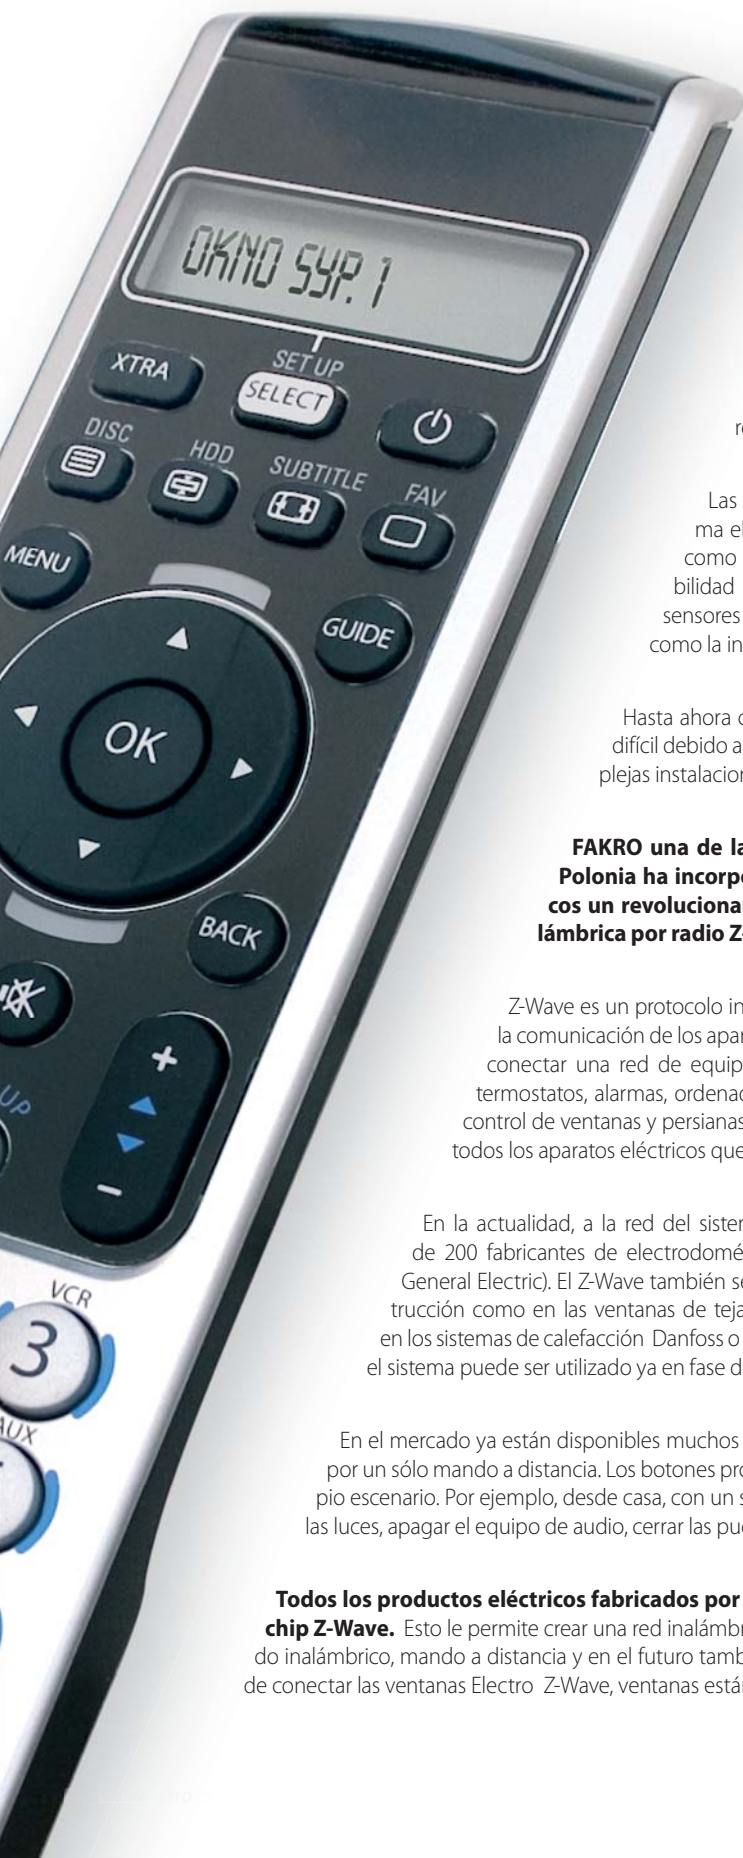 OKNO SYP. 1
XTRA
SET UP
SELECT
DISC
HDD
SUBTITLE
FAV
MENU
GUIDE
OK
BACK
UP
+
-
VCR
3
AUX
Las
ma el
como
bilidad
sensores
como la in
Hasta ahora
difícil debido a
plejas instalacion
FAKRO una de la
Polonia ha incorp
cos un revolucionar
lámbrica por radio Z-
Z-Wave es un protocolo in
la comunicación de los apar
conectar una red de equip
termostatos, alarmas, ordenad
control de ventanas y persianas
todos los aparatos eléctricos que
En la actualidad, a la red del sister
de 200 fabricantes de electrodomé
General Electric). El Z-Wave también se
trucción como en las ventanas de teja
en los sistemas de calefacción Danfoss o
el sistema puede ser utilizado ya en fase d
En el mercado ya están disponibles muchos
por un sólo mando a distancia. Los botones pro
pio escenario. Por ejemplo, desde casa, con un s
las luces, apagar el equipo de audio, cerrar las pue
Todos los productos eléctricos fabricados por
chip Z-Wave. Esto le permite crear una red inalámbr
do inalámbrico, mando a distancia y en el futuro tamb
de conectar las ventanas Electro Z-Wave, ventanas están